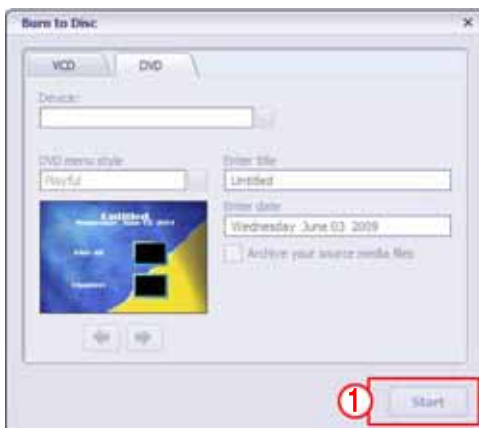 Burn to Disc
VCD
DVD
Device:
DVD menu style
Playful
Enter title
Untitled
Enter date
Wednesday June 03 2009
Archive your source media files
Untitled
1
Start